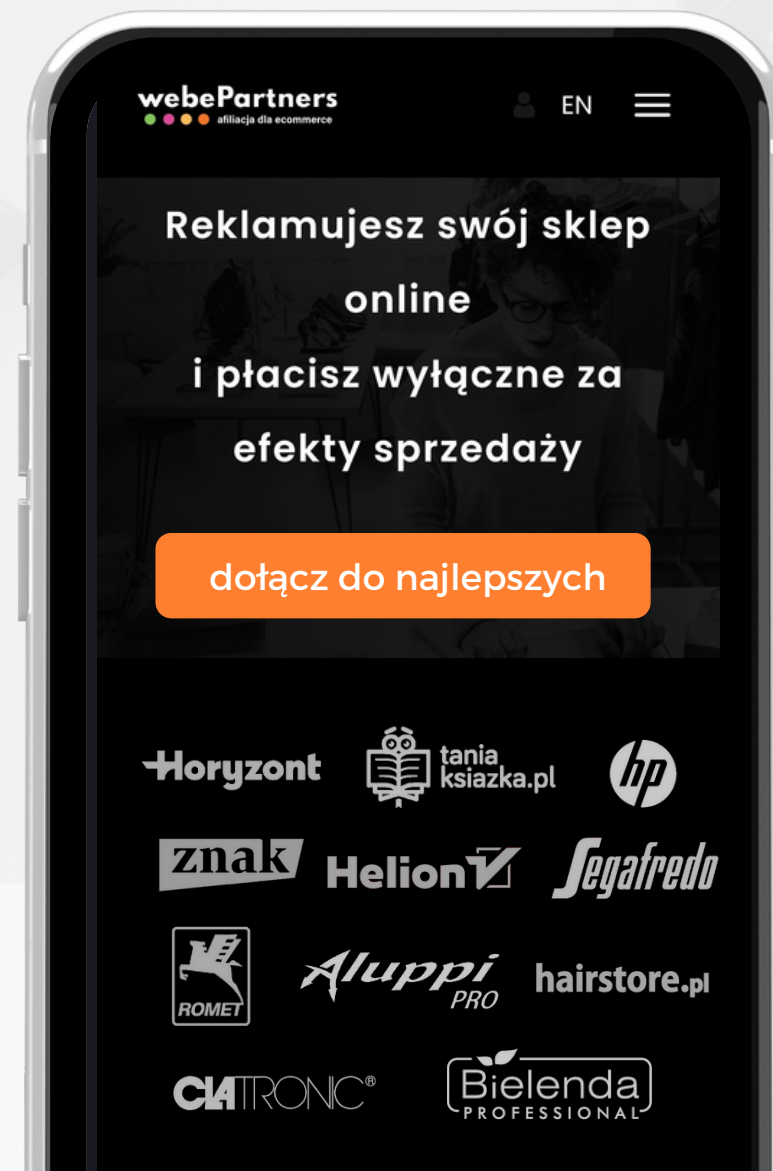 webePartners
afiliacja dla ecommerce
EN
Reklamujesz swój sklep
online
i płacisz wyłączne za
efekty sprzedaży
dołącz do najlepszych
Horyzont
tania
ksiazka.pl
hp
znak
Helion
Segafredo
ROMET
Aluppi
PRO
hairstore.pl
CLATRONIC®
Bielenda
PROFESSIONAL